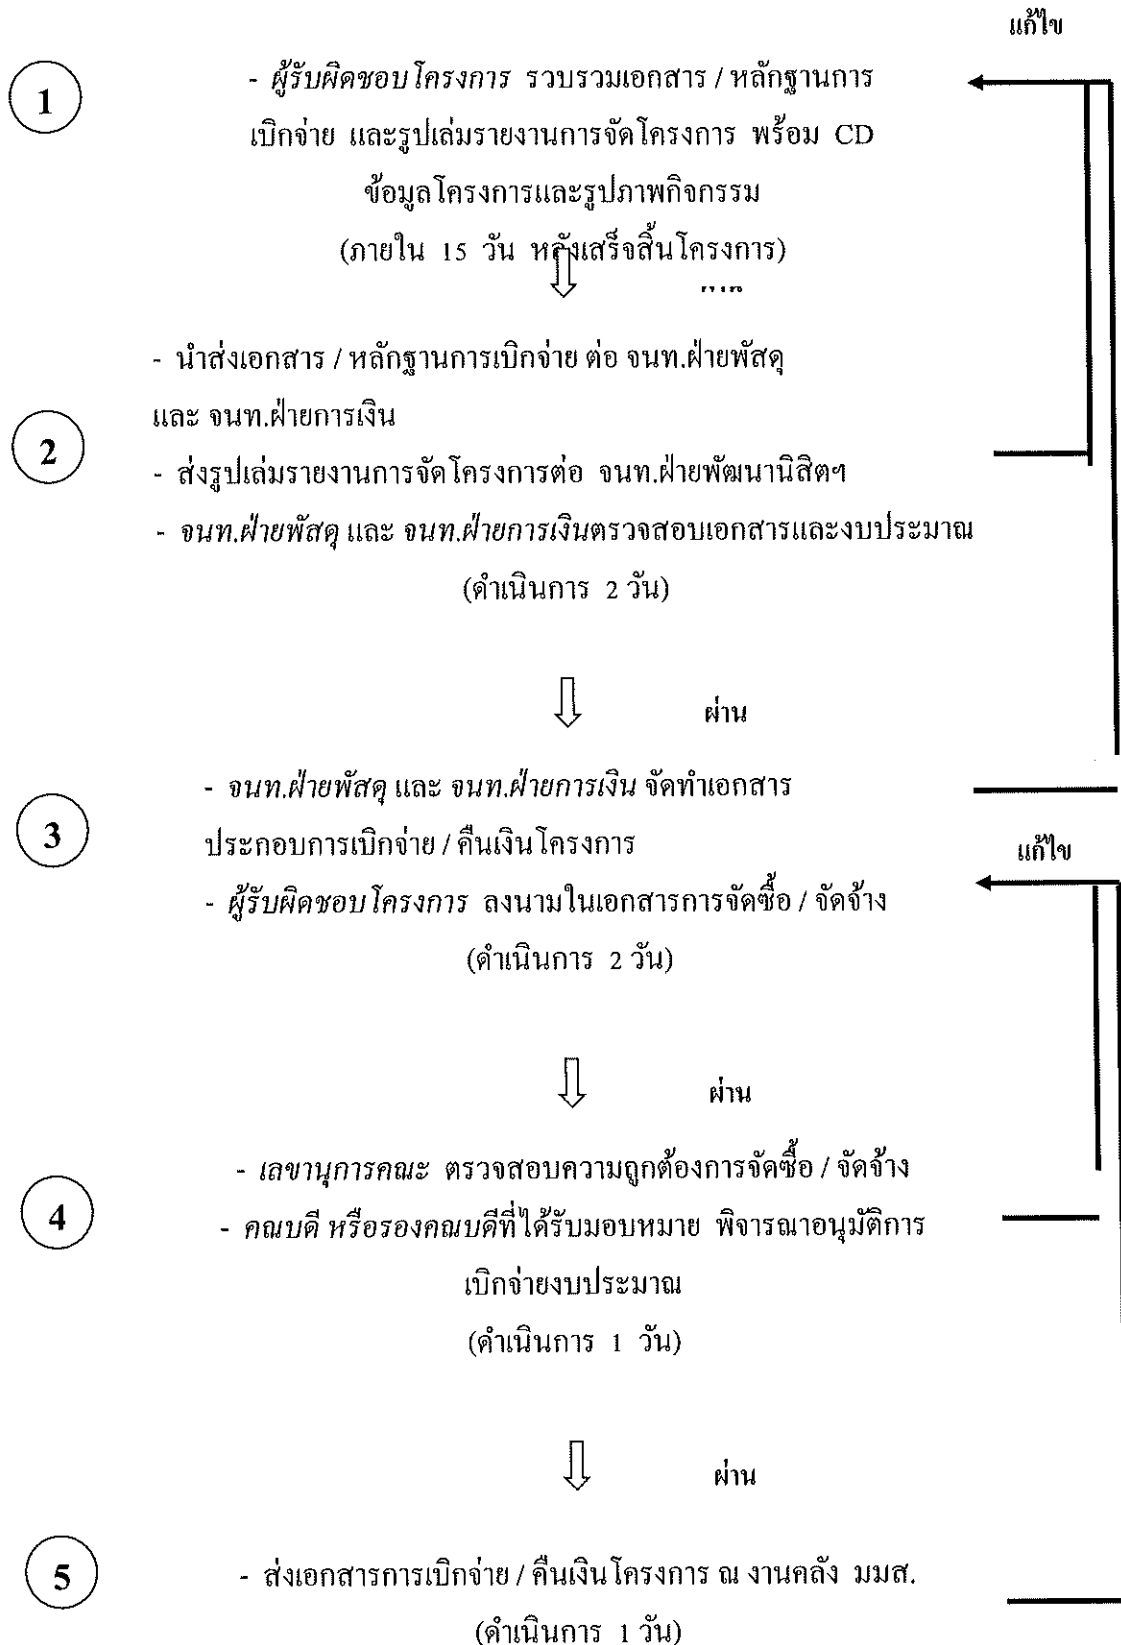 แก้ไข
1
- ผู้รับผิดชอบโครงการ รวบรวมเอกสาร / หลักฐานการ
เบิกจ่าย และรูปเล่มรายงานการจัดโครงการ พร้อม CD
ข้อมูลโครงการและรูปภาพกิจกรรม
(ภายใน 15 วัน หลังเสร็จสิ้นโครงการ)
- นำส่งเอกสาร / หลักฐานการเบิกจ่าย ต่อ จนท.ฝ่ายพัสดุ
และ จนท.ฝ่ายการเงิน
2
- ส่งรูปเล่มรายงานการจัดโครงการต่อ จนท.ฝ่ายพัฒนานิสิตฯ
- จนท.ฝ่ายพัสดุ และ จนท.ฝ่ายการเงินตรวจสอบเอกสารและงบประมาณ
(ดำเนินการ 2 วัน)
ผ่าน
- จนท.ฝ่ายพัสดุ และ จนท.ฝ่ายการเงิน จัดทำเอกสาร
3
ประกอบการเบิกจ่าย / คืนเงินโครงการ
แก้ไข
- ผู้รับผิดชอบโครงการ ลงนามในเอกสารการจัดซื้อ / จัดจ้าง
(ดำเนินการ 2 วัน)
ผ่าน
- เลขานุการคณะ ตรวจสอบความถูกต้องการจัดซื้อ / จัดจ้าง
4
- คณบดี หรือรองคณบดีที่ได้รับมอบหมาย พิจารณาอนุมัติการ
เบิกจ่ายงบประมาณ
(ดำเนินการ 1 วัน)
ผ่าน
5
- ส่งเอกสารการเบิกจ่าย / คืนเงินโครงการ ณ งานคลัง มมส.
(ดำเนินการ 1 วัน)